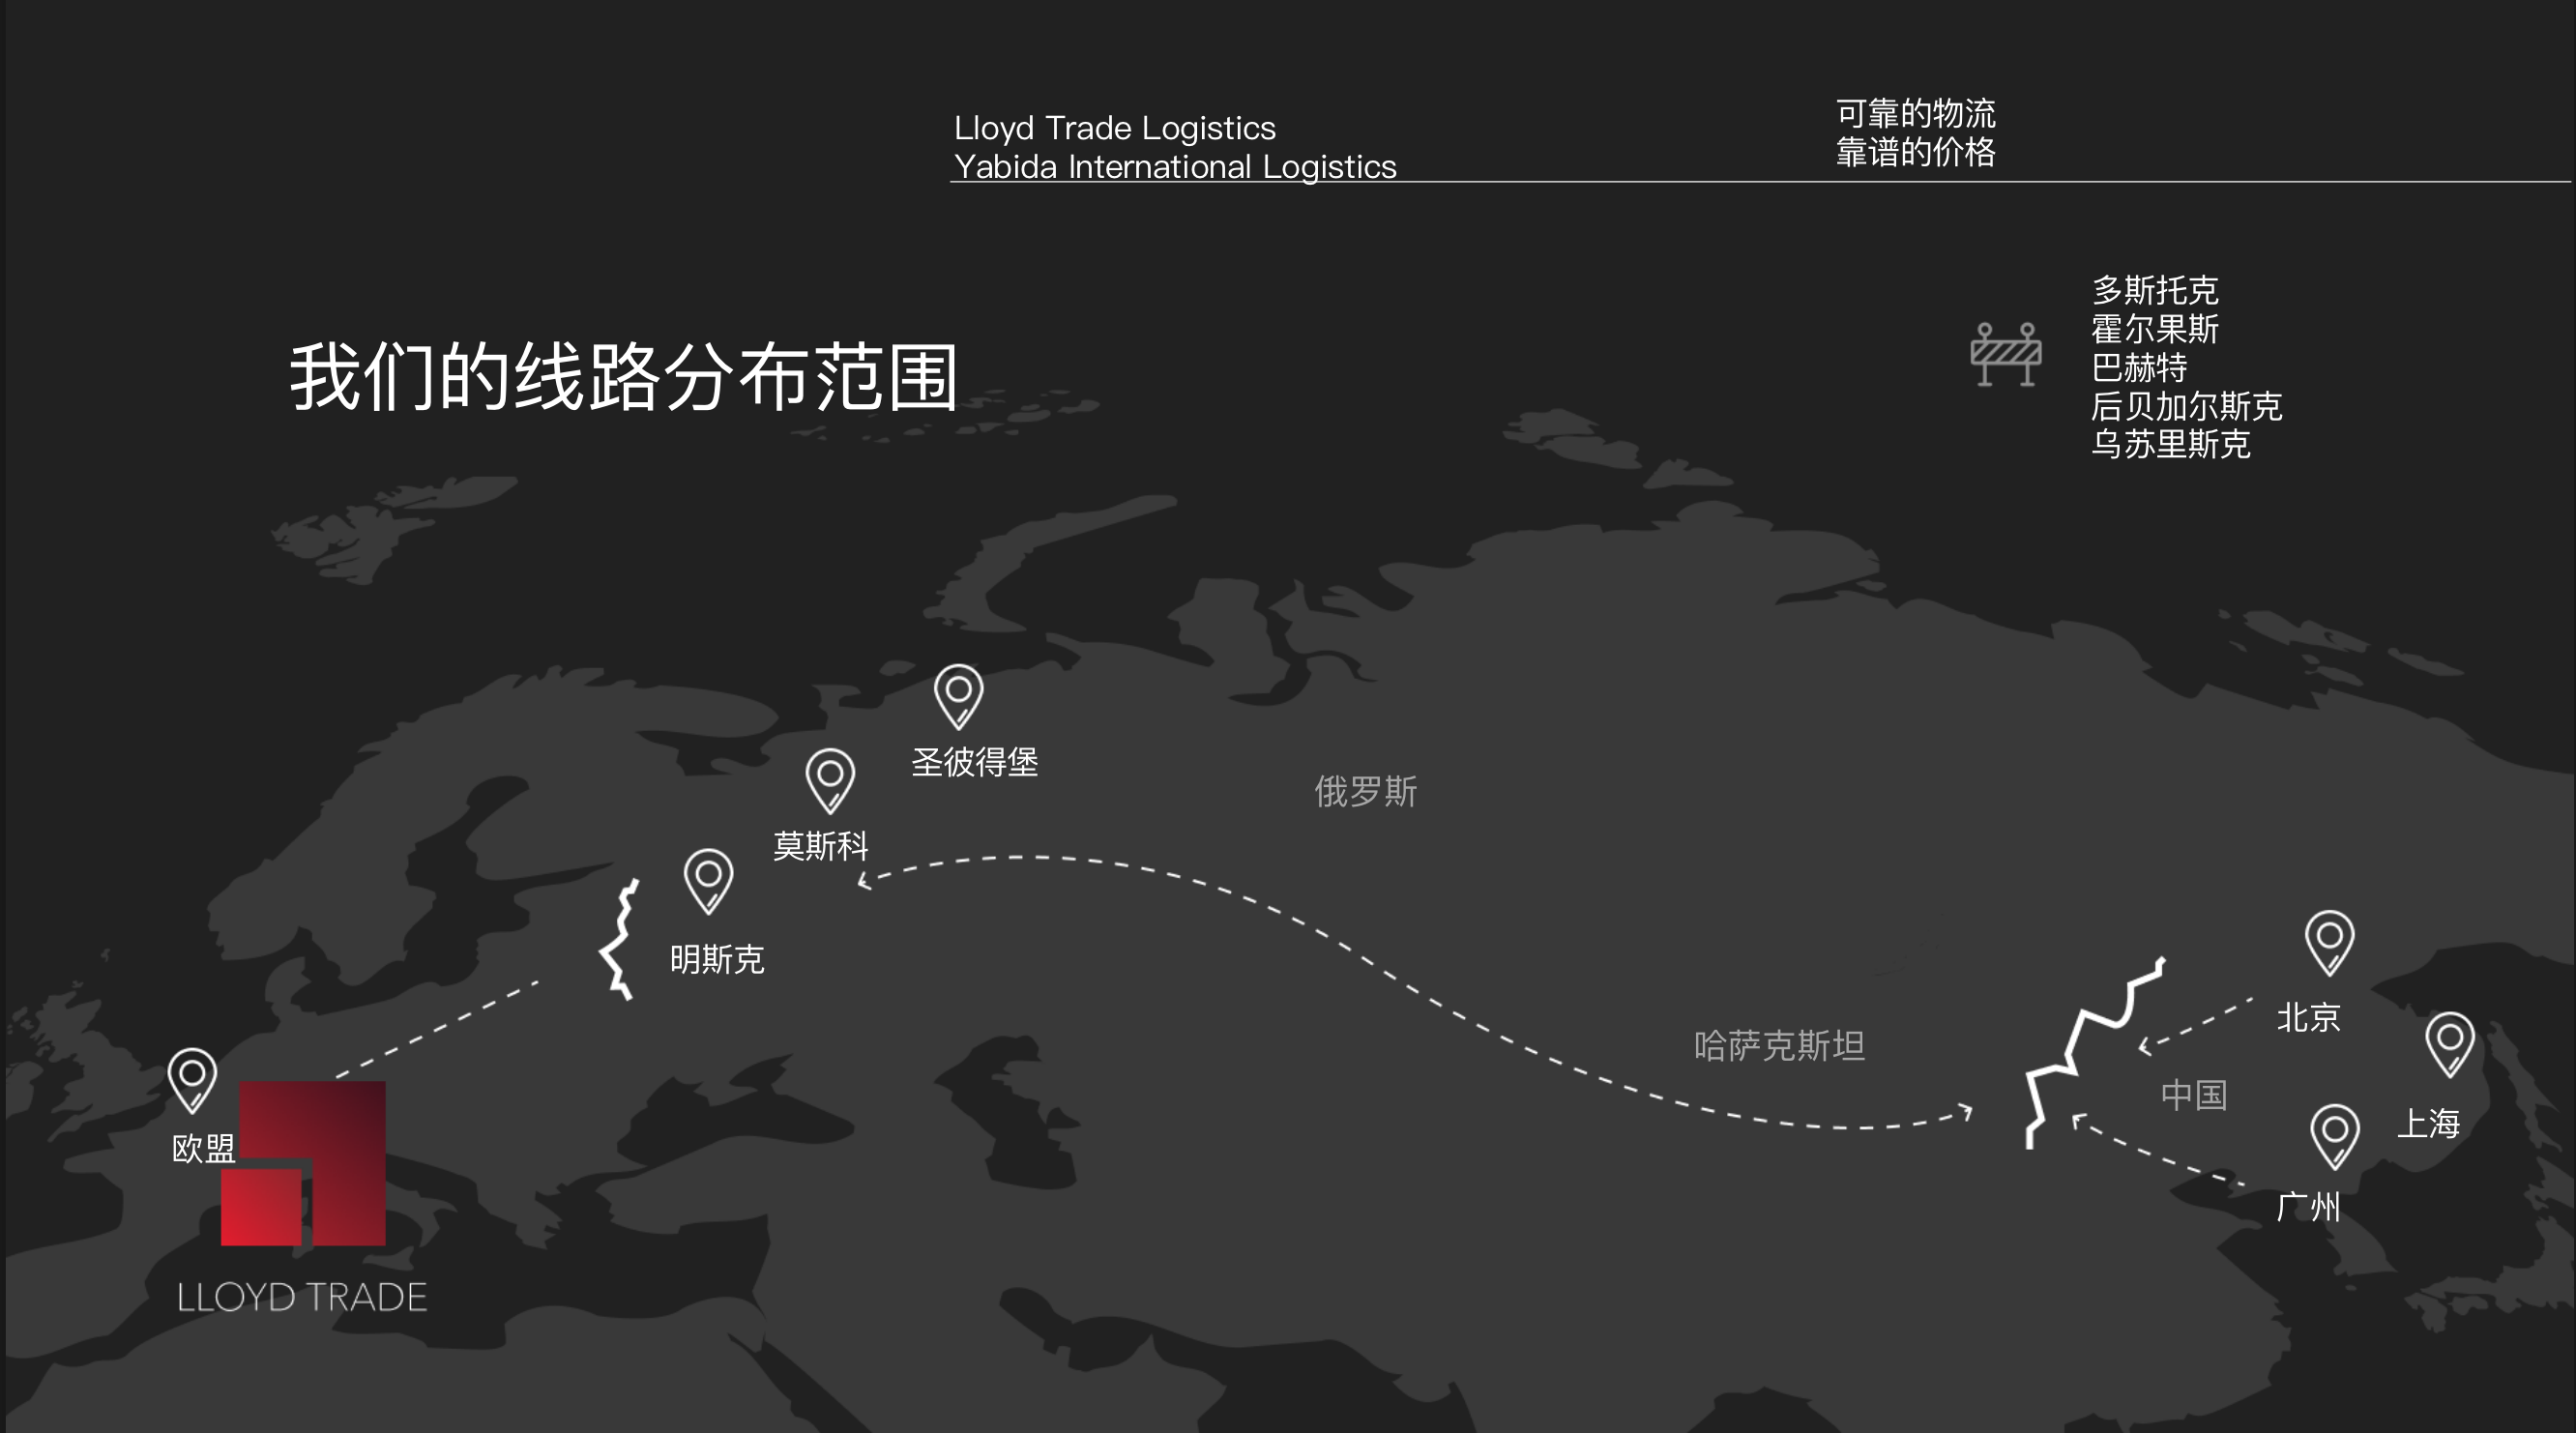 Lloyd Trade Logistics
Yabida International Logistics
可靠的物流
靠谱的价格
多斯托克
霍尔果斯
巴赫特
后贝加尔斯克
乌苏里斯克
我们的线路分布范围
圣彼得堡
俄罗斯
莫斯科
明斯克
北京
哈萨克斯坦
中国
上海
欧盟
广州
LLOYD TRADE